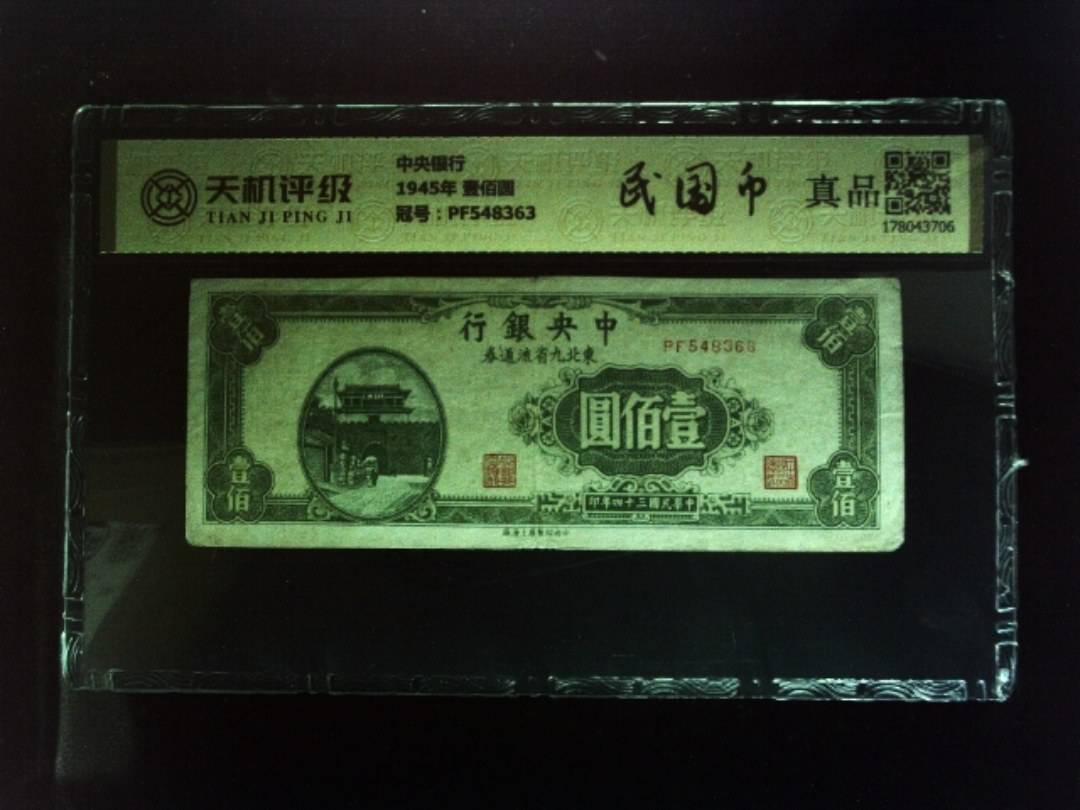 天机评级
TIAN JI PING JI
中央银行
1945年 壹佰圆
冠号：PF548363
民国币
真品
178043706
中央銀行
東北九省流通券
PF548363
壹佰圓
壹佰
壹佰
壹佰
壹佰
中華民國三十四年印